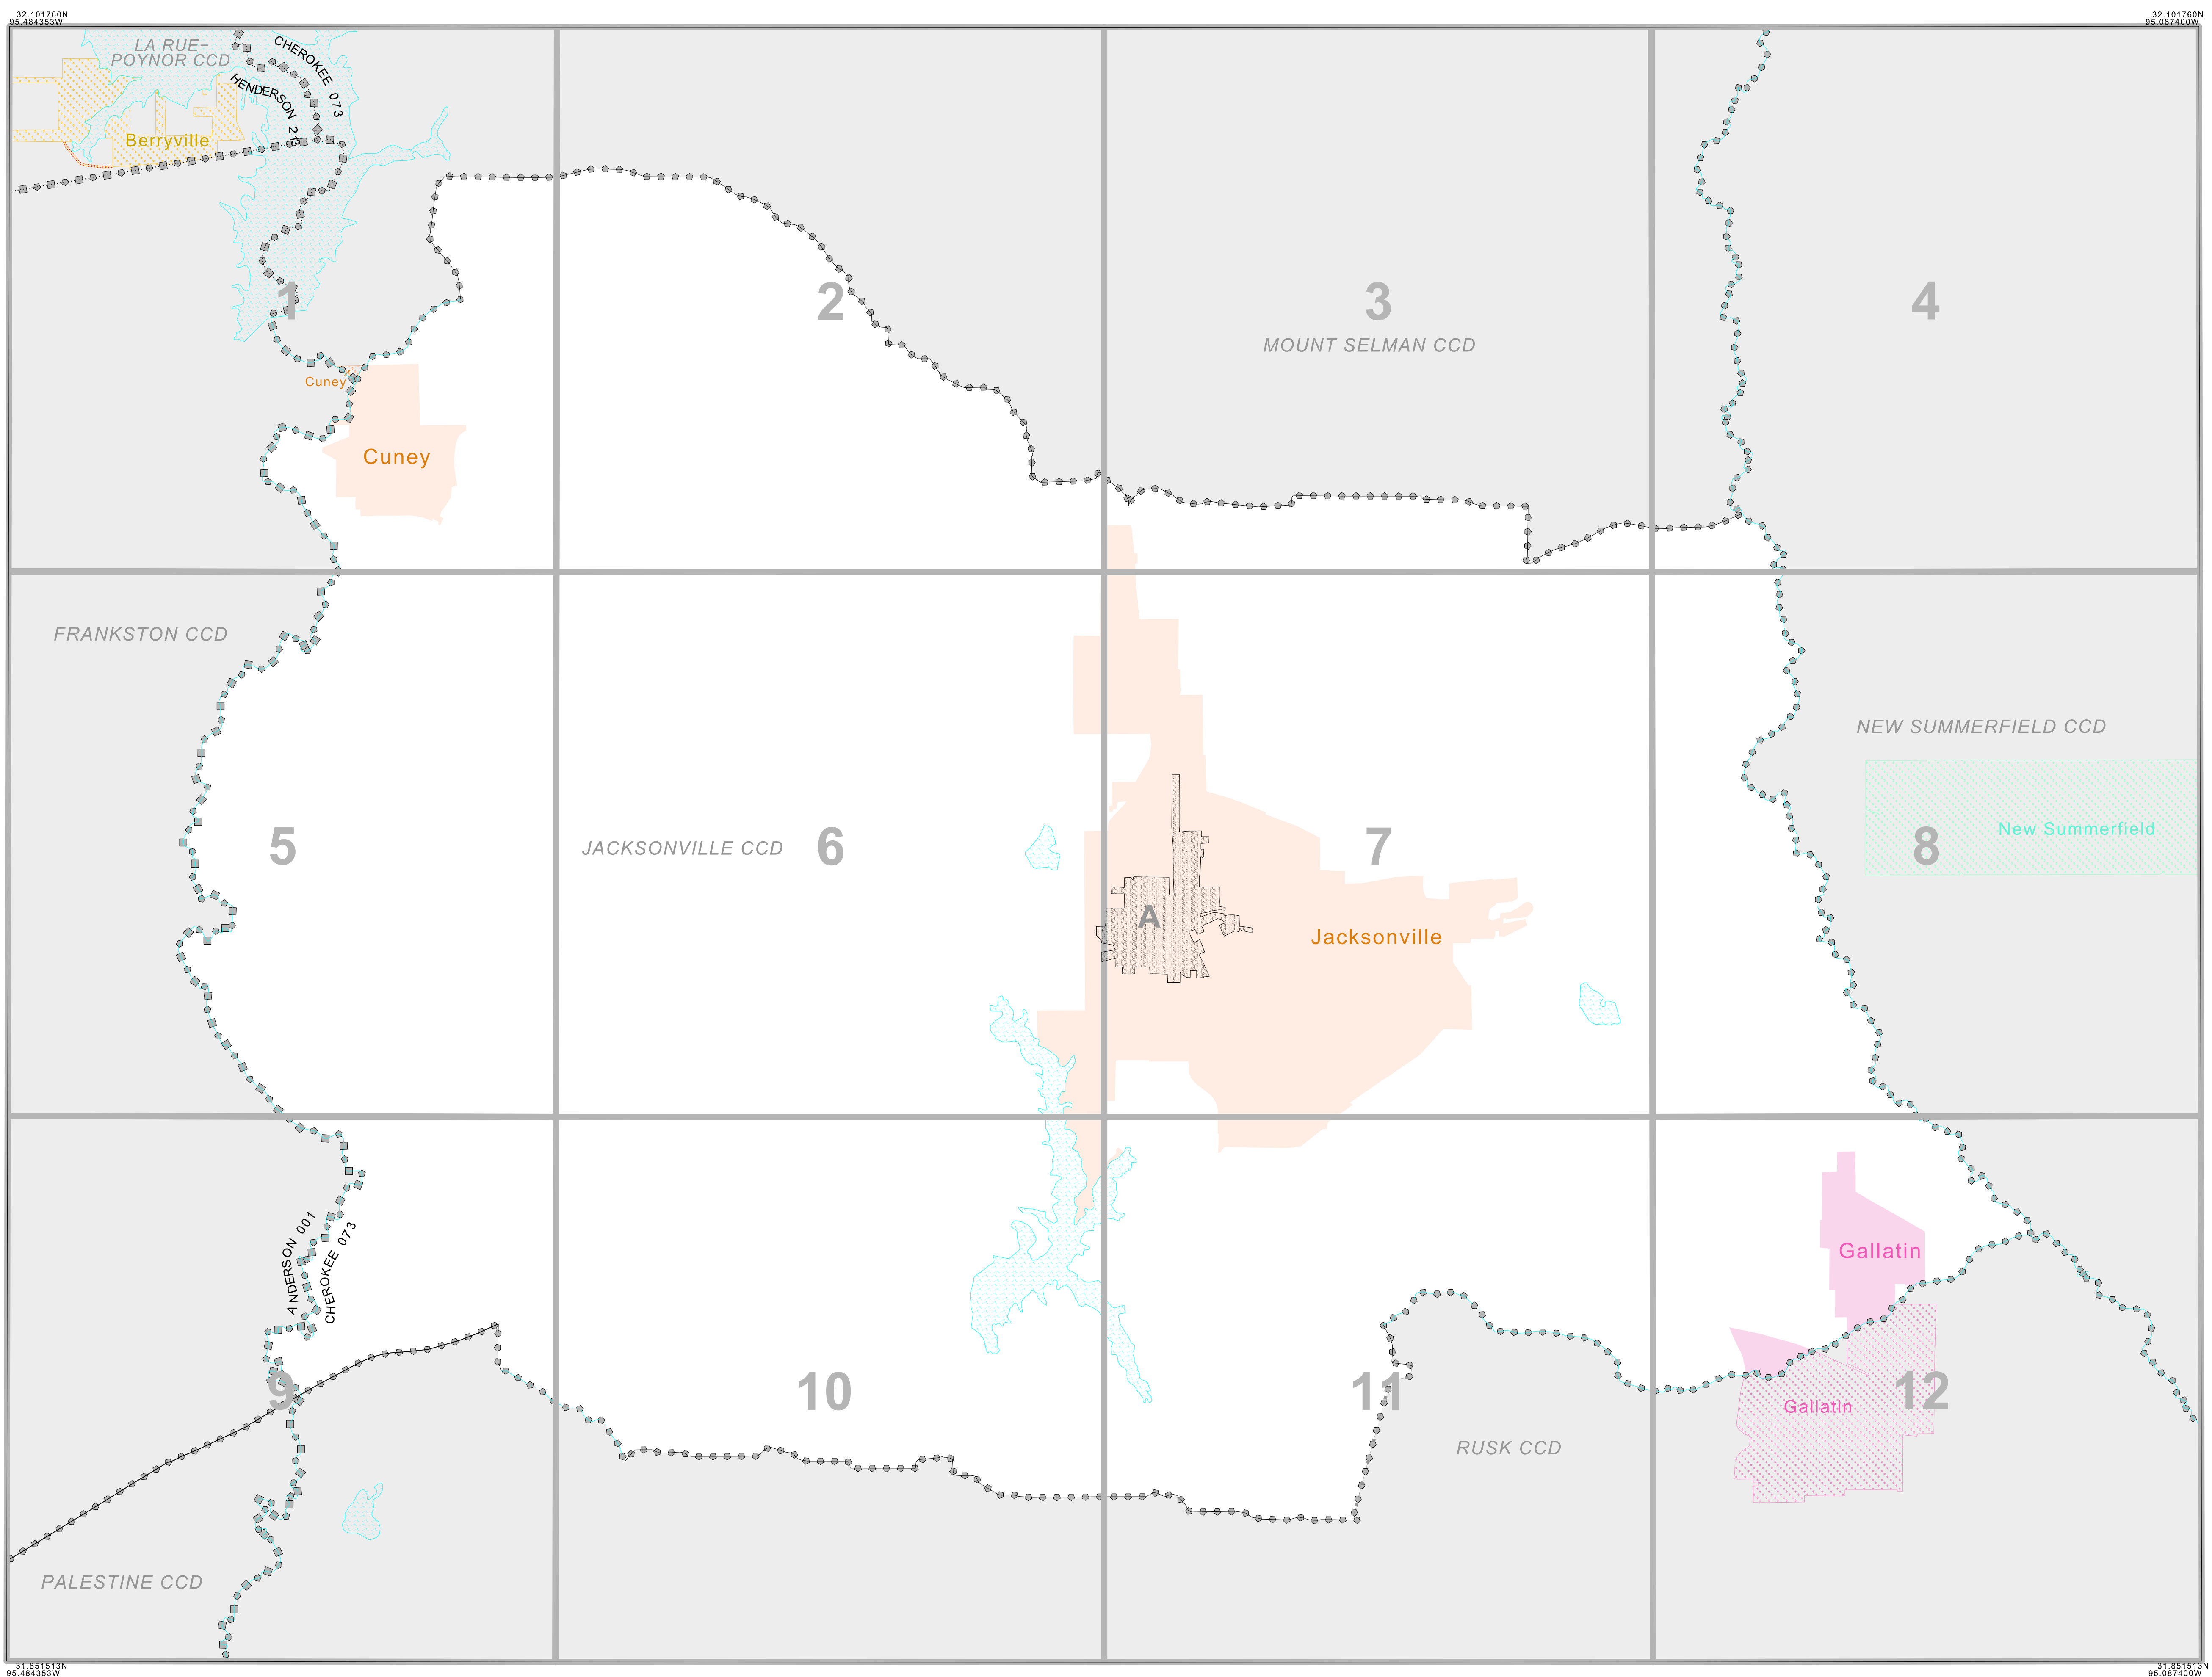 32.101760N
95.484353W
32.101760N
95.087400W
LA RUE-
POYNOR CCD
CHEROKEE 073
HENDERSON 213
Berryville
1
2
3
4
MOUNT SELMAN CCD
Cuney
Cuney
FRANKSTON CCD
NEW SUMMERFIELD CCD
New Summerfield
5
JACKSONVILLE CCD
6
7
8
A
Jacksonville
ANDERSON 001
CHEROKEE 073
Gallatin
9
10
11
12
Gallatin
RUSK CCD
PALESTINE CCD
31.851513N
95.484353W
31.851513N
95.087400W